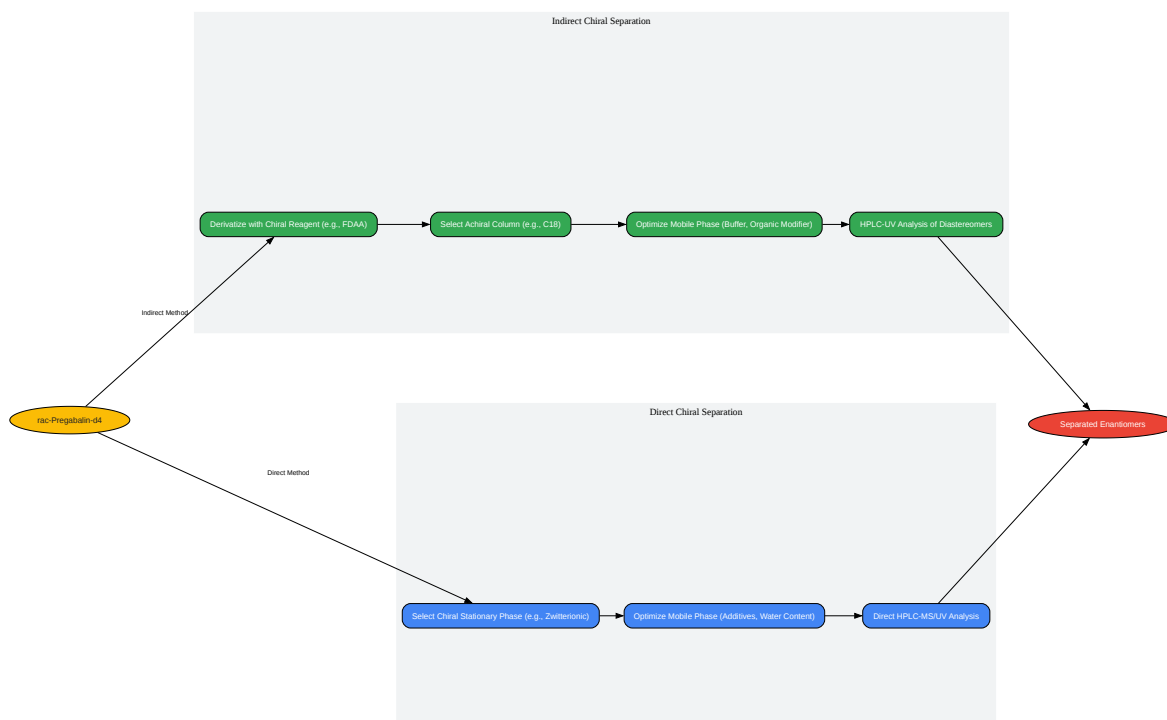 Indirect Chiral Separation
Derivatize with Chiral Reagent (e.g., FDAA)
Select Achiral Column (e.g., C18)
Optimize Mobile Phase (Buffer, Organic Modifier)
HPLC-UV Analysis of Diastereomers
Indirect Method
rac-Pregabalin-d4
Direct Chiral Separation
Separated Enantiomers
Direct Method
Select Chiral Stationary Phase (e.g., Zwitterionic)
Optimize Mobile Phase (Additives, Water Content)
Direct HPLC-MS/UV Analysis